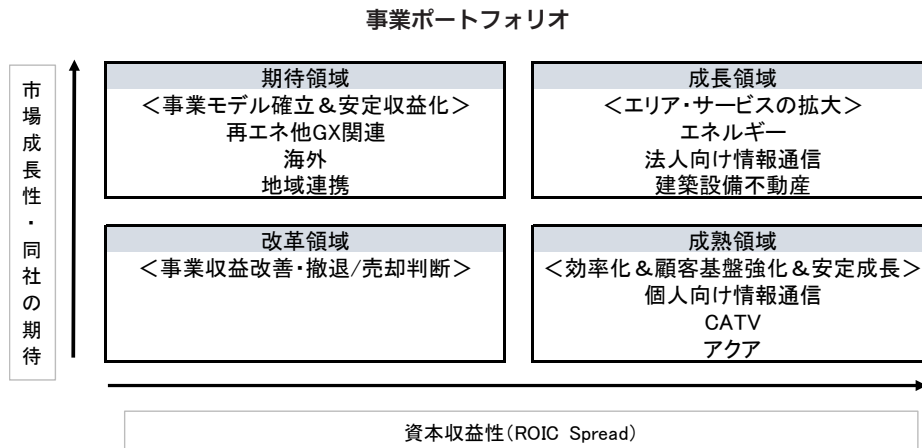 事業ポートフォリオ
市場成長性・同社の期待
期待領域
<事業モデル確立&安定収益化>
再エネ他GX関連
海外
地域連携
成長領域
<エリア・サービスの拡大>
エネルギー
法人向け情報通信
建築設備不動産
改革領域
<事業収益改善・撤退/売却判断>
成熟領域
<効率化&顧客基盤強化&安定成長>
個人向け情報通信
CATV
アクア
資本収益性(ROIC Spread)